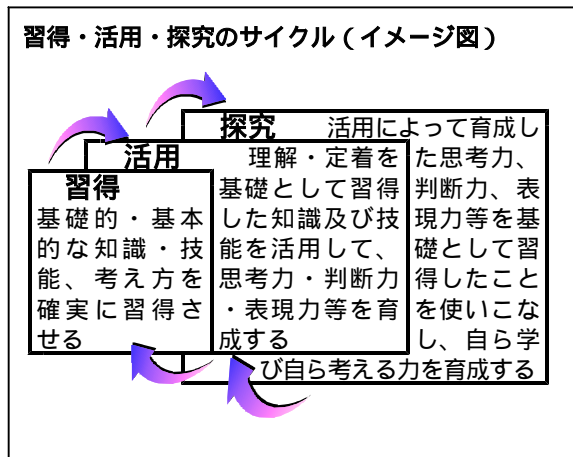 習得・活用・探究のサイクル（イメージ図）
習得
基礎的・基本
的な知識・技
能、考え方を
確実に習得さ
せる
活用
理解・定着を
基礎として習得
した知識及び技
能を活用して、
思考力・判断力
・表現力等を育
成する
探究
活用によって育成し
た思考力、
判断力、表
現力等を基
礎として習
得したこと
を使いこな
し、自ら学
び自ら考える力を育成する